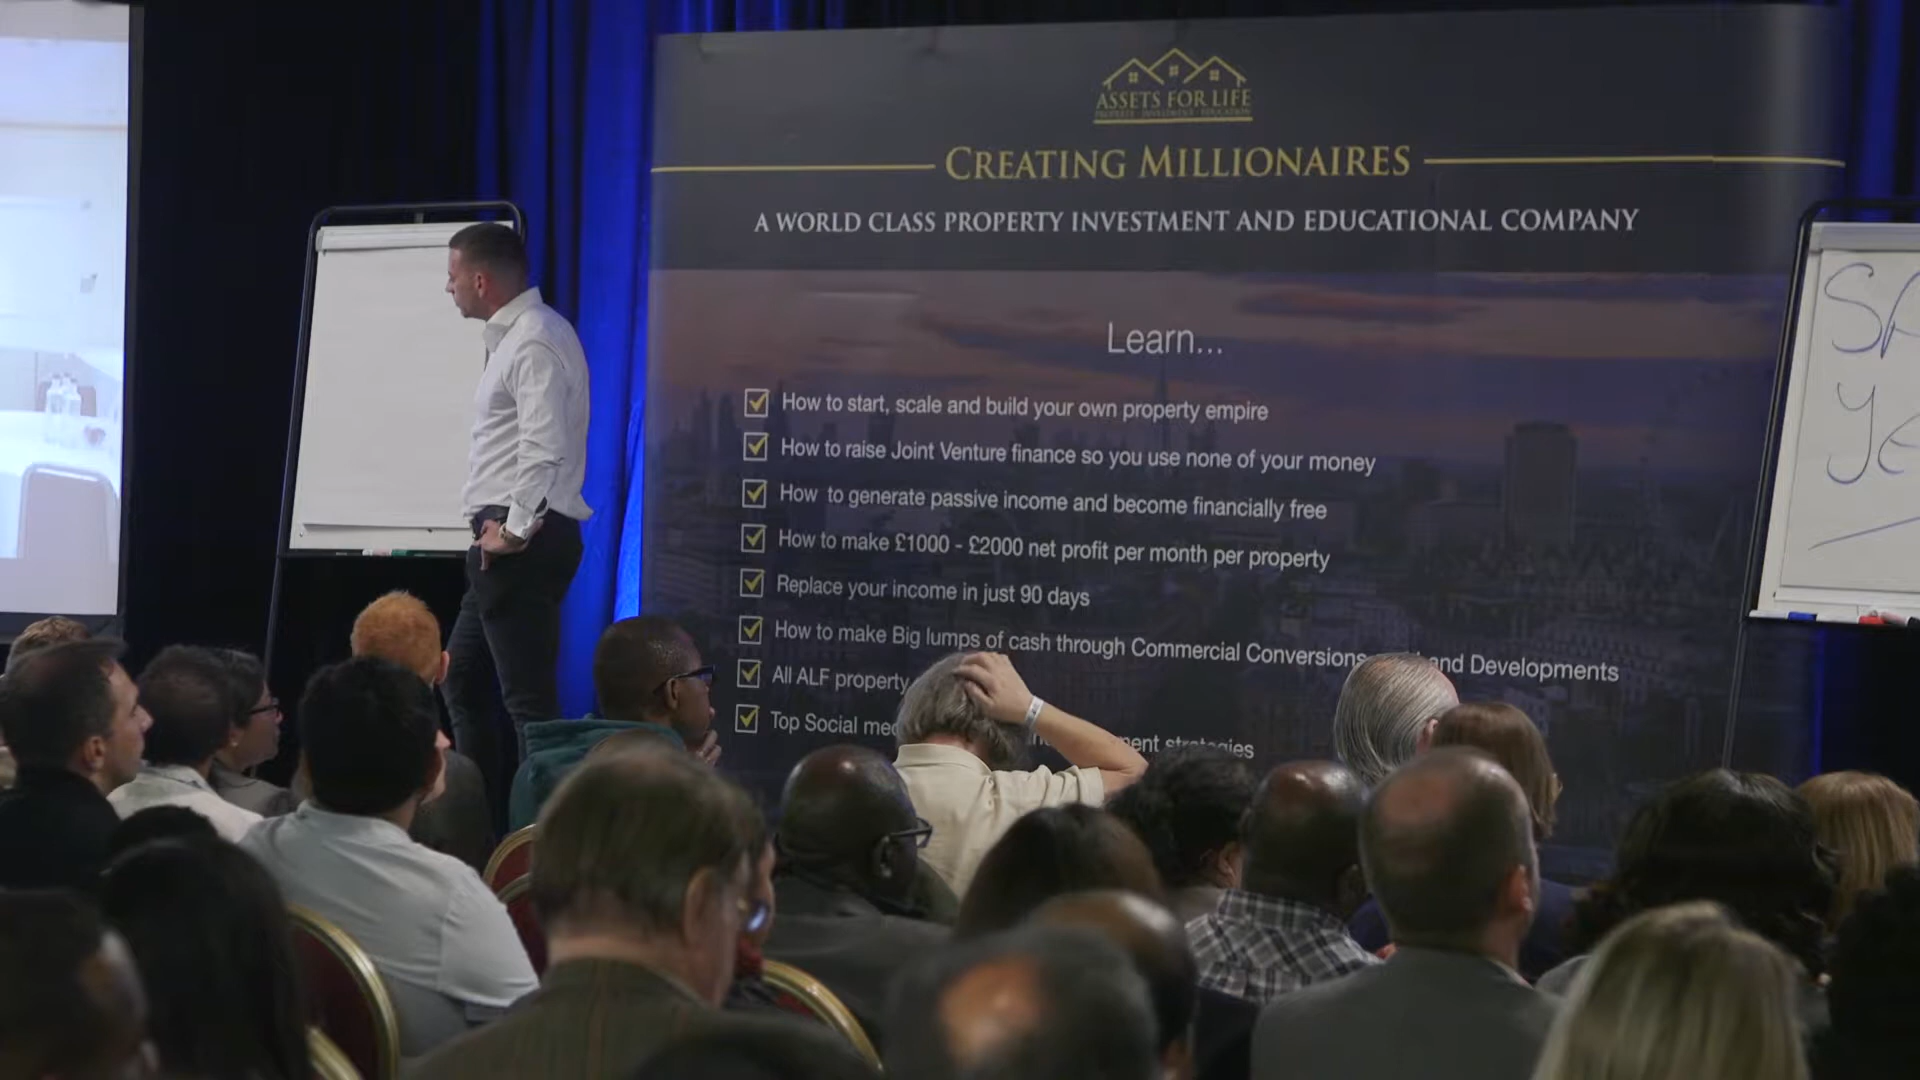 ASSETS FOR LIFE
PROPERTY · INVESTMENT · EDUCATION
CREATING MILLIONAIRES
A WORLD CLASS PROPERTY INVESTMENT AND EDUCATIONAL COMPANY
Learn...
How to start, scale and build your own property empire
How to raise Joint Venture finance so you use none of your money
How to generate passive income and become financially free
How to make £1000 - £2000 net profit per month per property
Replace your income in just 90 days
How to make Big lumps of cash through Commercial Conversions and Developments
All ALF property
Top Social strategies